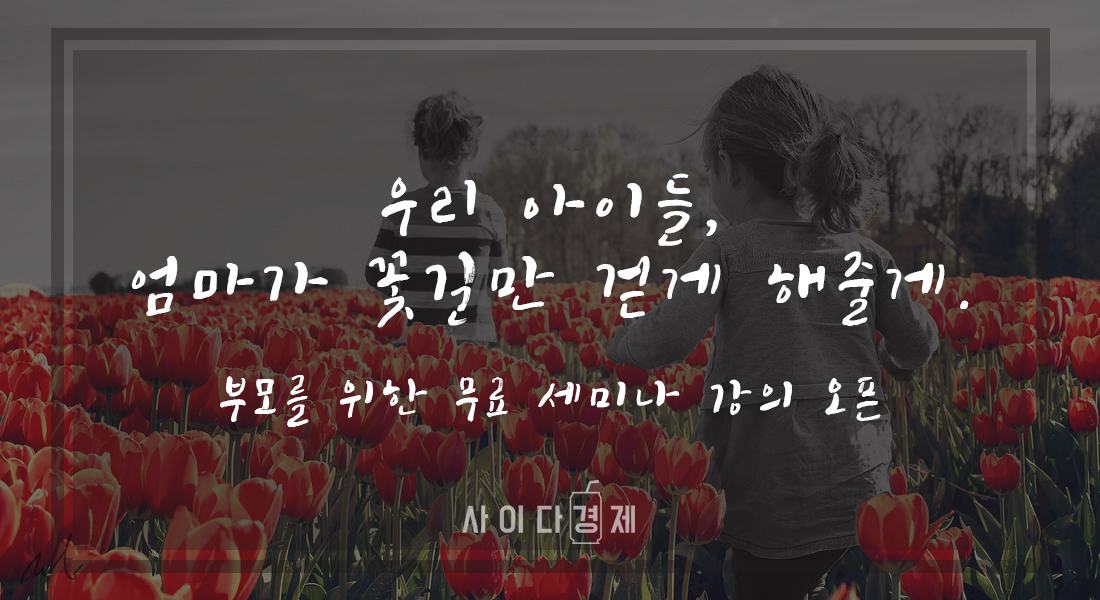 우리 아이들,
엄마가 꽃길만 걷게 해줄게.
부모를 위한 무료 세미나 강의 오픈
사이다경제